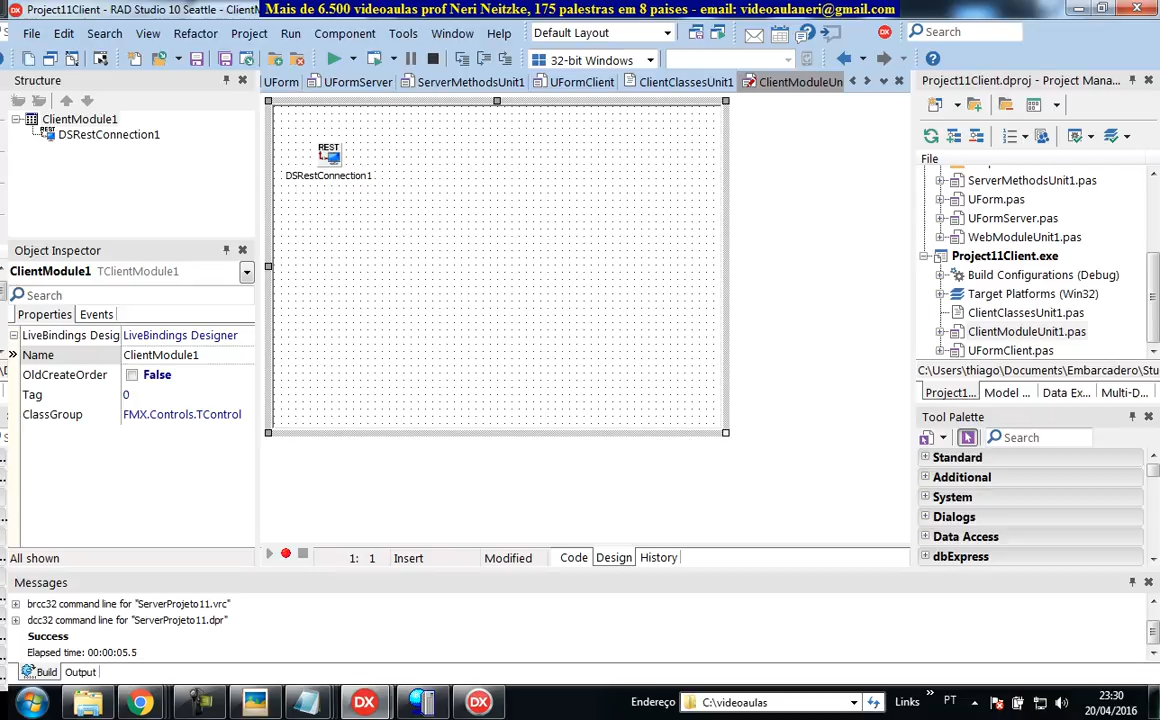 Project11Client - RAD Studio 10 Seattle - ClientM
Mais de 6.500 videoaulas prof Neri Neitzke, 175 palestras em 8 paises - email: videoaulaneri@gmail.com
File Edit Search View Refactor Project Run Component Tools Window Help
Default Layout
Search
32-bit Windows
Structure
ClientModule1
DSRestConnection1
UForm UFormServer ServerMethodsUnit1 UFormClient ClientClassesUnit1 ClientModuleUn
REST
DSRestConnection1
Object Inspector
ClientModule1 TClientModule1
Search
Properties Events
LiveBindings Desig LiveBindings Designer
Name ClientModule1
OldCreateOrder False
Tag 0
ClassGroup FMX.Controls.TControl
All shown
1: 1 Insert Modified Code Design History
Project11Client.dproj - Project Mana...
File
ServerMethodsUnit1.pas
UForm.pas
UFormServer.pas
WebModuleUnit1.pas
Project11Client.exe
Build Configurations (Debug)
Target Platforms (Win32)
ClientClassesUnit1.pas
ClientModuleUnit1.pas
UFormClient.pas
C:\Users\thiago\Documents\Embarcadero\Stu
Project1... Model ... Data Ex... Multi-D...
Tool Palette
Search
Standard
Additional
System
Dialogs
Data Access
dbExpress
Messages
brcc32 command line for "ServerProjeto11.vrc"
dcc32 command line for "ServerProjeto11.dpr"
Success
Elapsed time: 00:00:05.5
Build Output
DX DX
Endereço C:\videoaulas Links » PT
23:30
20/04/2016